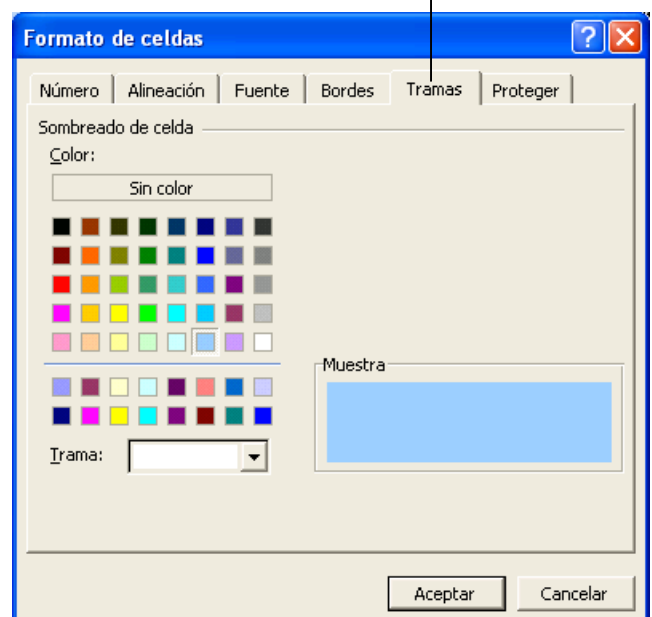 Formato de celdas
Número Alineación Fuente Bordes Tramas Proteger
Sombreado de celda
Color:
Sin color
Muestra
Trama:
Aceptar Cancelar